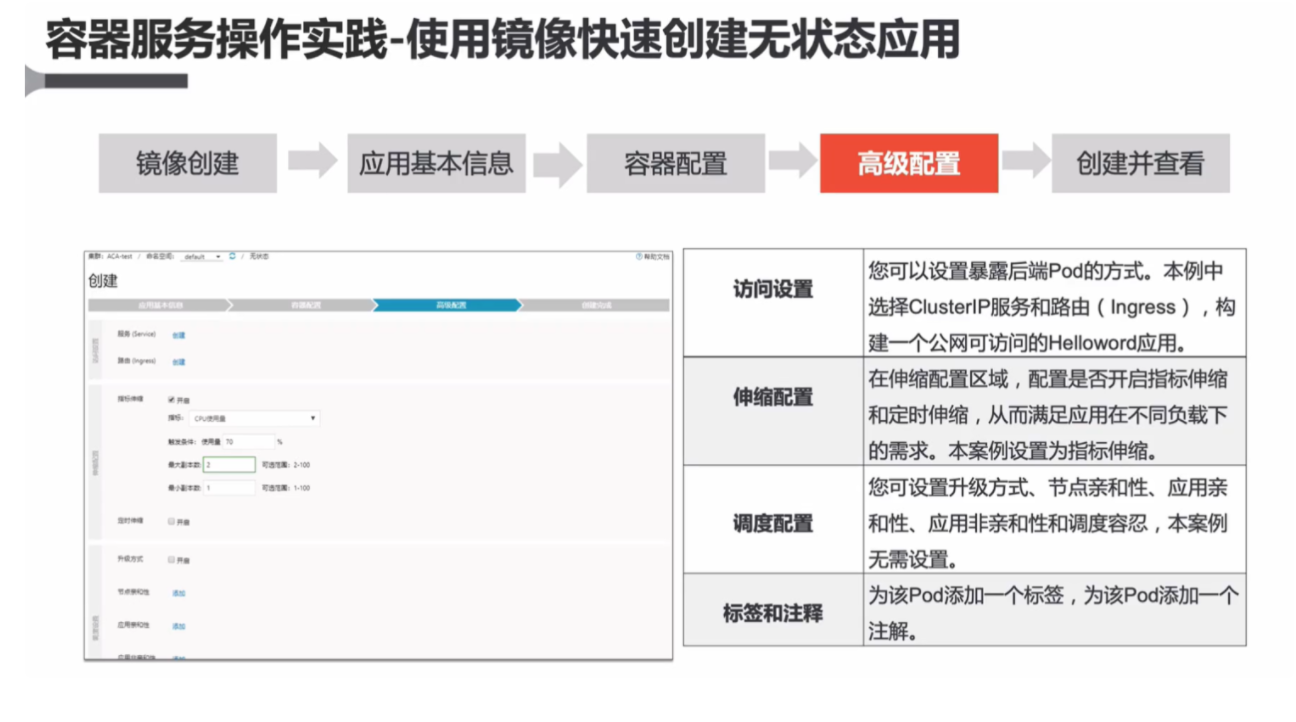 容器服务操作实践-使用镜像快速创建无状态应用
镜像创建
应用基本信息
容器配置
高级配置
创建并查看
集群：ACA-test / 命名空间： default / 无状态
帮助文档
创建
应用基本信息
容器配置
高级配置
创建完成
服务 (Service) 创建
路由 (Ingress) 创建
指标伸缩 开启
指标： CPU使用量
触发条件： 使用量 70 %
最大副本数: 2 可选范围：2-100
最小副本数: 1 可选范围：1-100
定时伸缩 开启
升级方式 开启
节点亲和性 添加
应用亲和性 添加
应用非亲和性 添加
访问设置
您可以设置暴露后端Pod的方式。本例中
选择ClusterIP服务和路由（Ingress），构
建一个公网可访问的Helloword应用。
伸缩配置
在伸缩配置区域，配置是否开启指标伸缩
和定时伸缩，从而满足应用在不同负载下
的需求。本案例设置为指标伸缩。
调度配置
您可设置升级方式、节点亲和性、应用亲
和性、应用非亲和性和调度容忍，本案例
无需设置。
标签和注释
为该Pod添加一个标签，为该Pod添加一个
注解。